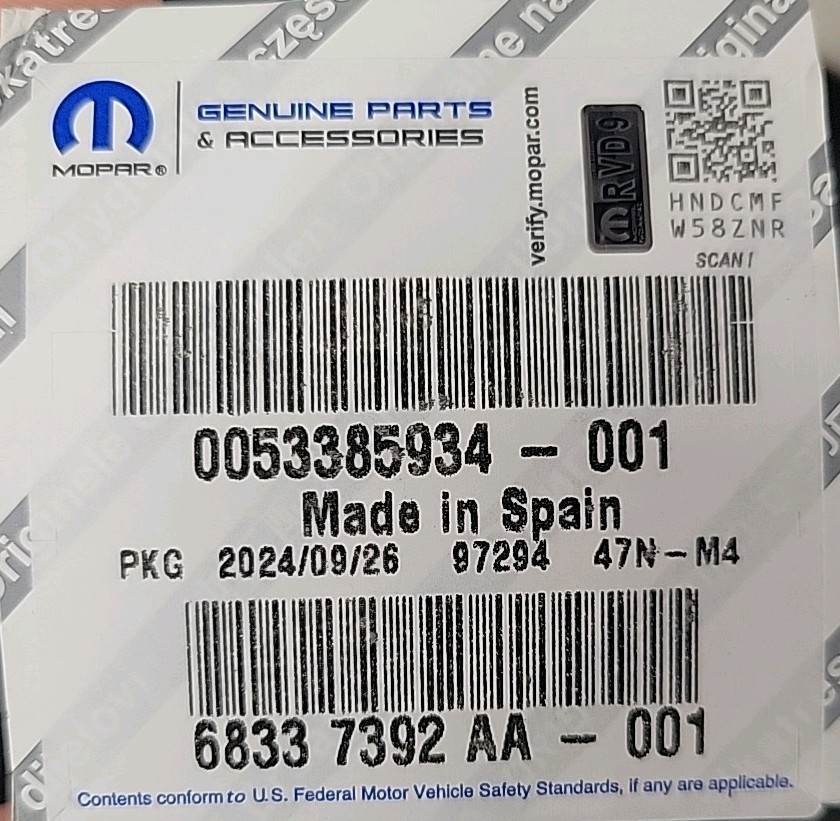 MOPAR®
GENUINE PARTS
& ACCESSORIES
verify.mopar.com
RVD9
HNDCMF
W58ZNR
SCAN!
0053385934 - 001
Made in Spain
PKG 2024/09/26 97294 47N-M4
6833 7392 AA - 001
Contents conform to U.S. Federal Motor Vehicle Safety Standards, if any are applicable.